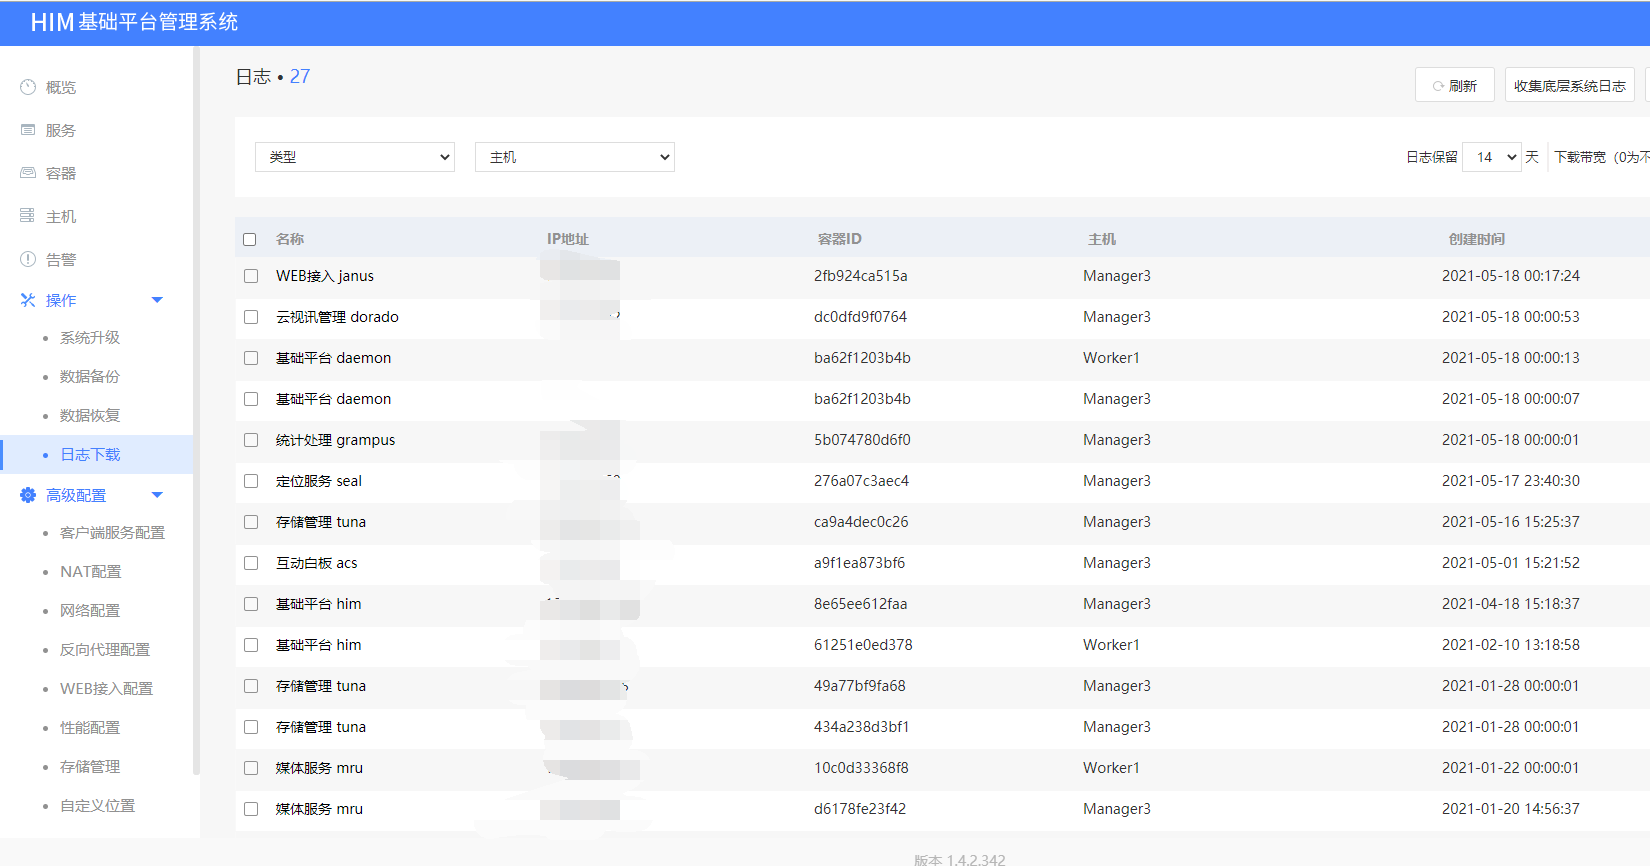 HIM 基础平台管理系统
概览
服务
容器
主机
告警
操作
系统升级
数据备份
数据恢复
日志下载
高级配置
客户端服务配置
NAT配置
网络配置
反向代理配置
WEB接入配置
性能配置
存储管理
自定义位置
日志 • 27
刷新 收集底层系统日志
类型 主机 日志保留 14 天 下载带宽（0为不
名称 IP地址 容器ID 主机 创建时间
WEB接入 janus 2fb924ca515a Manager3 2021-05-18 00:17:24
云视讯管理 dorado dc0dfd9f0764 Manager3 2021-05-18 00:00:53
基础平台 daemon ba62f1203b4b Worker1 2021-05-18 00:00:13
基础平台 daemon ba62f1203b4b Manager3 2021-05-18 00:00:07
统计处理 grampus 5b074780d6f0 Manager3 2021-05-18 00:00:01
定位服务 seal 276a07c3aec4 Manager3 2021-05-17 23:40:30
存储管理 tuna ca9a4dec0c26 Manager3 2021-05-16 15:25:37
互动白板 acs a9f1ea873bf6 Manager3 2021-05-01 15:21:52
基础平台 him 8e65ee612faa Manager3 2021-04-18 15:18:37
基础平台 him 61251e0ed378 Worker1 2021-02-10 13:18:58
存储管理 tuna 49a77bf9fa68 Manager3 2021-01-28 00:00:01
存储管理 tuna 434a238d3bf1 Manager3 2021-01-28 00:00:01
媒体服务 mru 10c0d33368f8 Worker1 2021-01-22 00:00:01
媒体服务 mru d6178fe23f42 Manager3 2021-01-20 14:56:37
版本 1.4.2.342